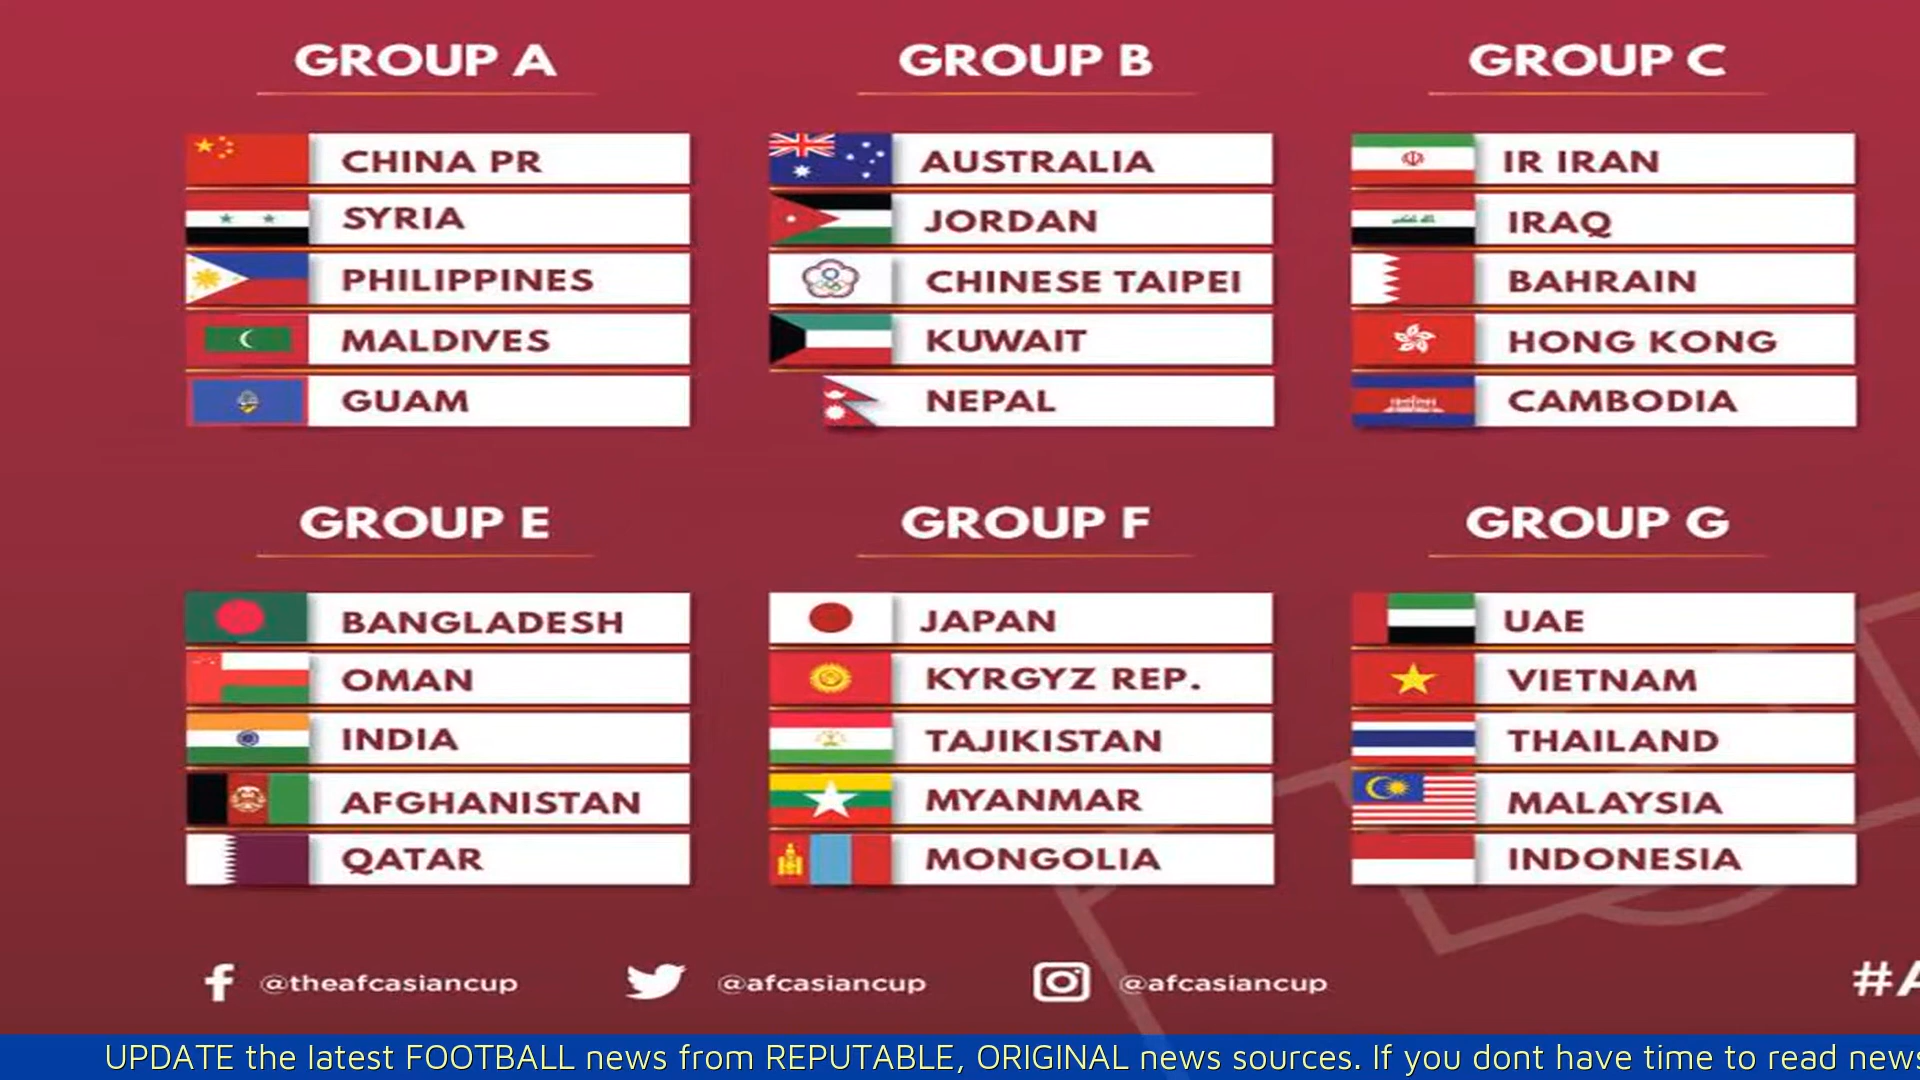 GROUP A
CHINA PR
SYRIA
PHILIPPINES
MALDIVES
GUAM
GROUP B
AUSTRALIA
JORDAN
CHINESE TAIPEI
KUWAIT
NEPAL
GROUP C
IR IRAN
IRAQ
BAHRAIN
HONG KONG
CAMBODIA
GROUP E
BANGLADESH
OMAN
INDIA
AFGHANISTAN
QATAR
GROUP F
JAPAN
KYRGYZ REP.
TAJIKISTAN
MYANMAR
MONGOLIA
GROUP G
UAE
VIETNAM
THAILAND
MALAYSIA
INDONESIA
@theafcasiancup @afcasiancup @afcasiancup #A
UPDATE the latest FOOTBALL news from REPUTABLE, ORIGINAL news sources. If you dont have time to read news